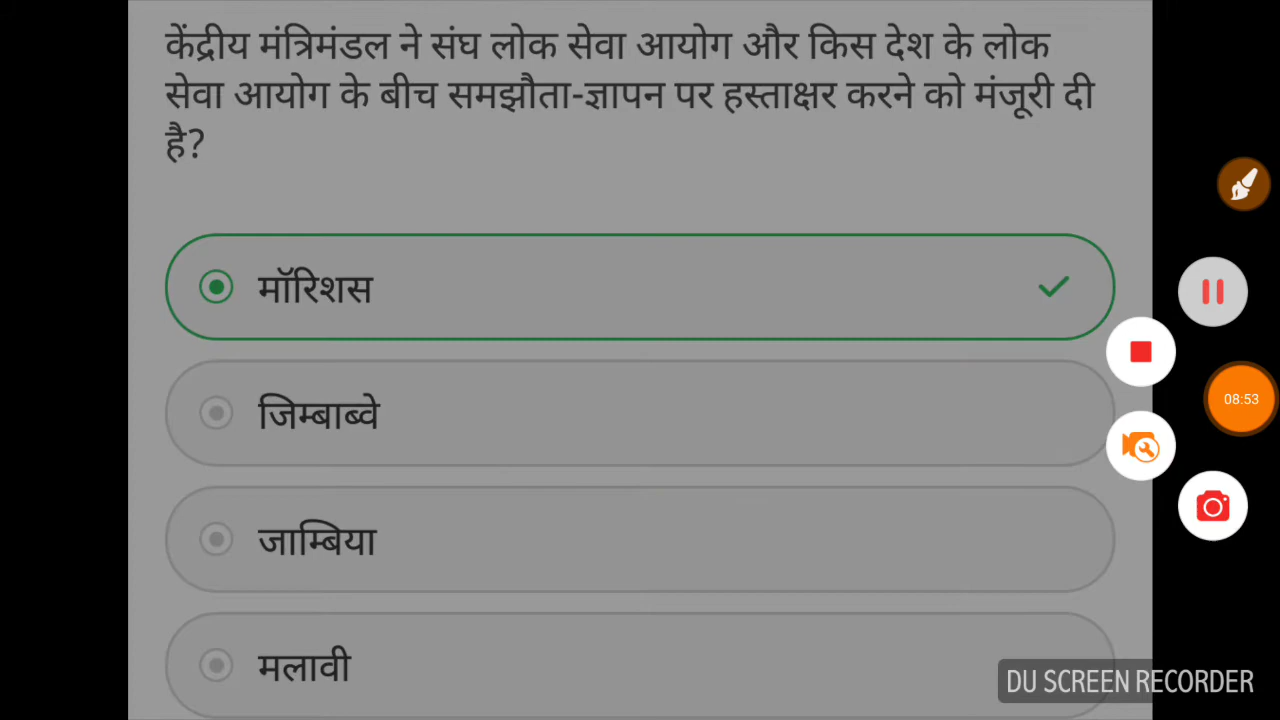 केंद्रीय मंत्रिमंडल ने संघ लोक सेवा आयोग और किस देश के लोक
सेवा आयोग के बीच समझौता-ज्ञापन पर हस्ताक्षर करने को मंजूरी दी
है?
मॉरिशस
जिम्बाब्वे
जाम्बिया
मलावी
08:53
DU SCREEN RECORDER